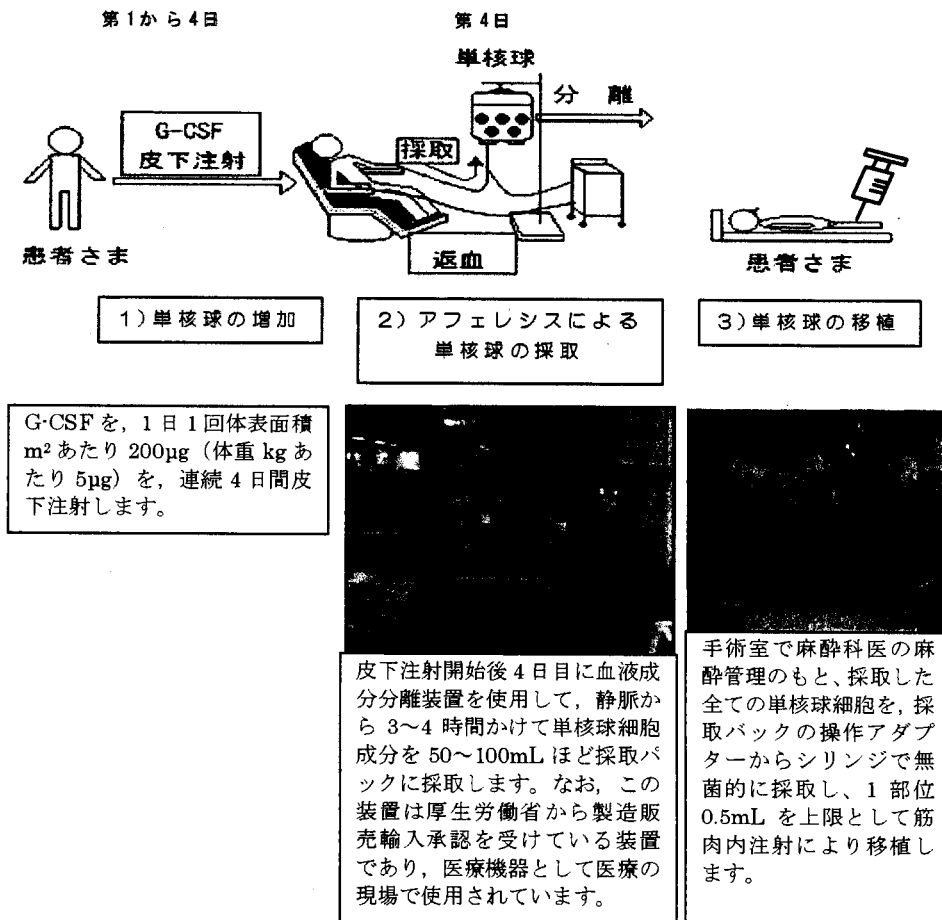 第1から4日
第4日
単核球
分離
G-CSF
皮下注射
採取
返血
患者さま
患者さま
1)単核球の増加
2)アフェレシスによる
単核球の採取
3)単核球の移植
G-CSFを，1日1回体表面積
m²あたり200μg（体重kgあ
たり5μg）を，連続4日間皮
下注射します。
皮下注射開始後4日目に血液成
分分離装置を使用して，静脈か
ら3～4時間かけて単核球細胞
成分を50～100mLほど採取バ
ックに採取します。なお，この
装置は厚生労働省から製造販
売輸入承認を受けている装置
であり，医療機器として医療の
現場で使用されています。
手術室で麻酔科医の麻
酔管理のもと、採取した
全ての単核球細胞を，採
取バックの操作アダプ
ターからシリンジで無
菌的に採取し、1部位
0.5mLを上限として筋
肉内注射により移植し
ます。